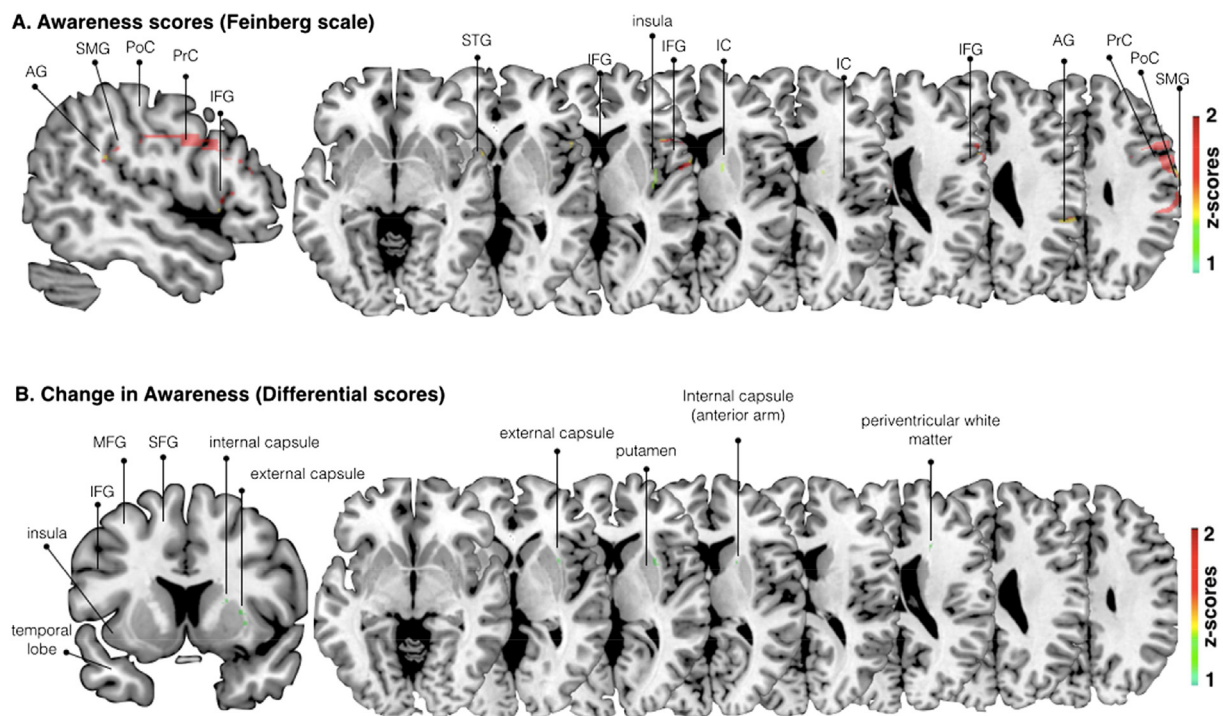 A. Awareness scores (Feinberg scale)
insula
STG
IFG
IFG
IC
IC
IFG
AG
PrC
PoC
SMG
AG
SMG
PoC
PrC
IFG
2
z-scores
1
B. Change in Awareness (Differential scores)
MFG
SFG
internal capsule
external capsule
IFG
insula
temporal
lobe
external capsule
putamen
Internal capsule
(anterior arm)
periventricular white
matter
2
z-scores
1